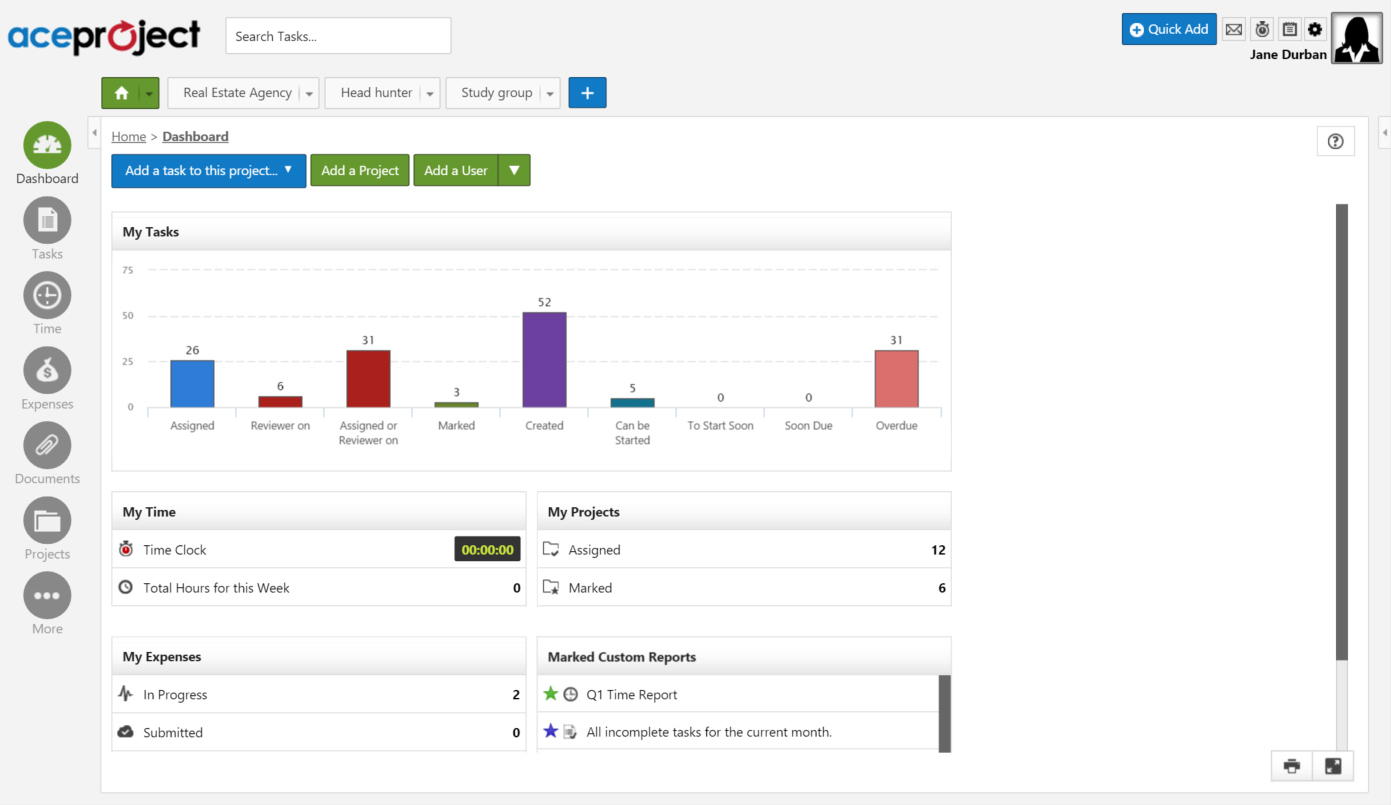 aceproject
Search Tasks...
Quick Add
Jane Durban
Real Estate Agency
Head hunter
Study group
+
Dashboard
Tasks
Time
Expenses
Documents
Projects
More
Home > Dashboard
Add a task to this project...
Add a Project
Add a User
My Tasks
75
50
25
0
26
6
31
3
52
5
0
0
31
Assigned
Reviewer on
Assigned or
Reviewer on
Marked
Created
Can be
Started
To Start Soon
Soon Due
Overdue
My Time
Time Clock 00:00:00
Total Hours for this Week 0
My Projects
Assigned 12
Marked 6
My Expenses
In Progress 2
Submitted 0
Marked Custom Reports
Q1 Time Report
All incomplete tasks for the current month.